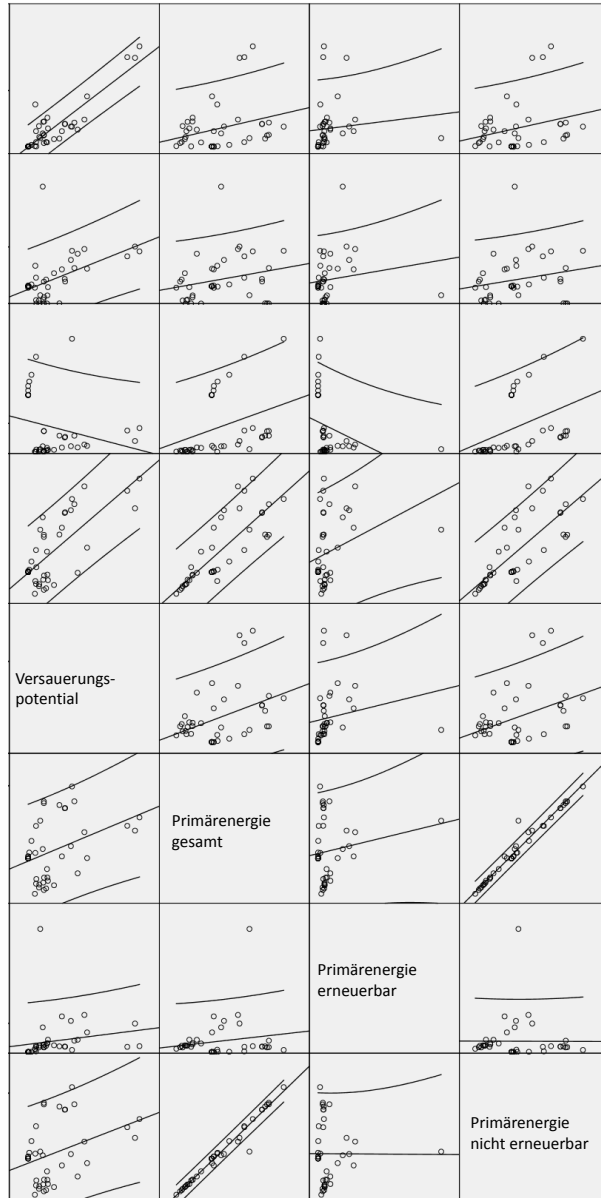 Versauerungs-
potential
Primärenergie
gesamt
Primärenergie
erneuerbar
Primärenergie
nicht erneuerbar